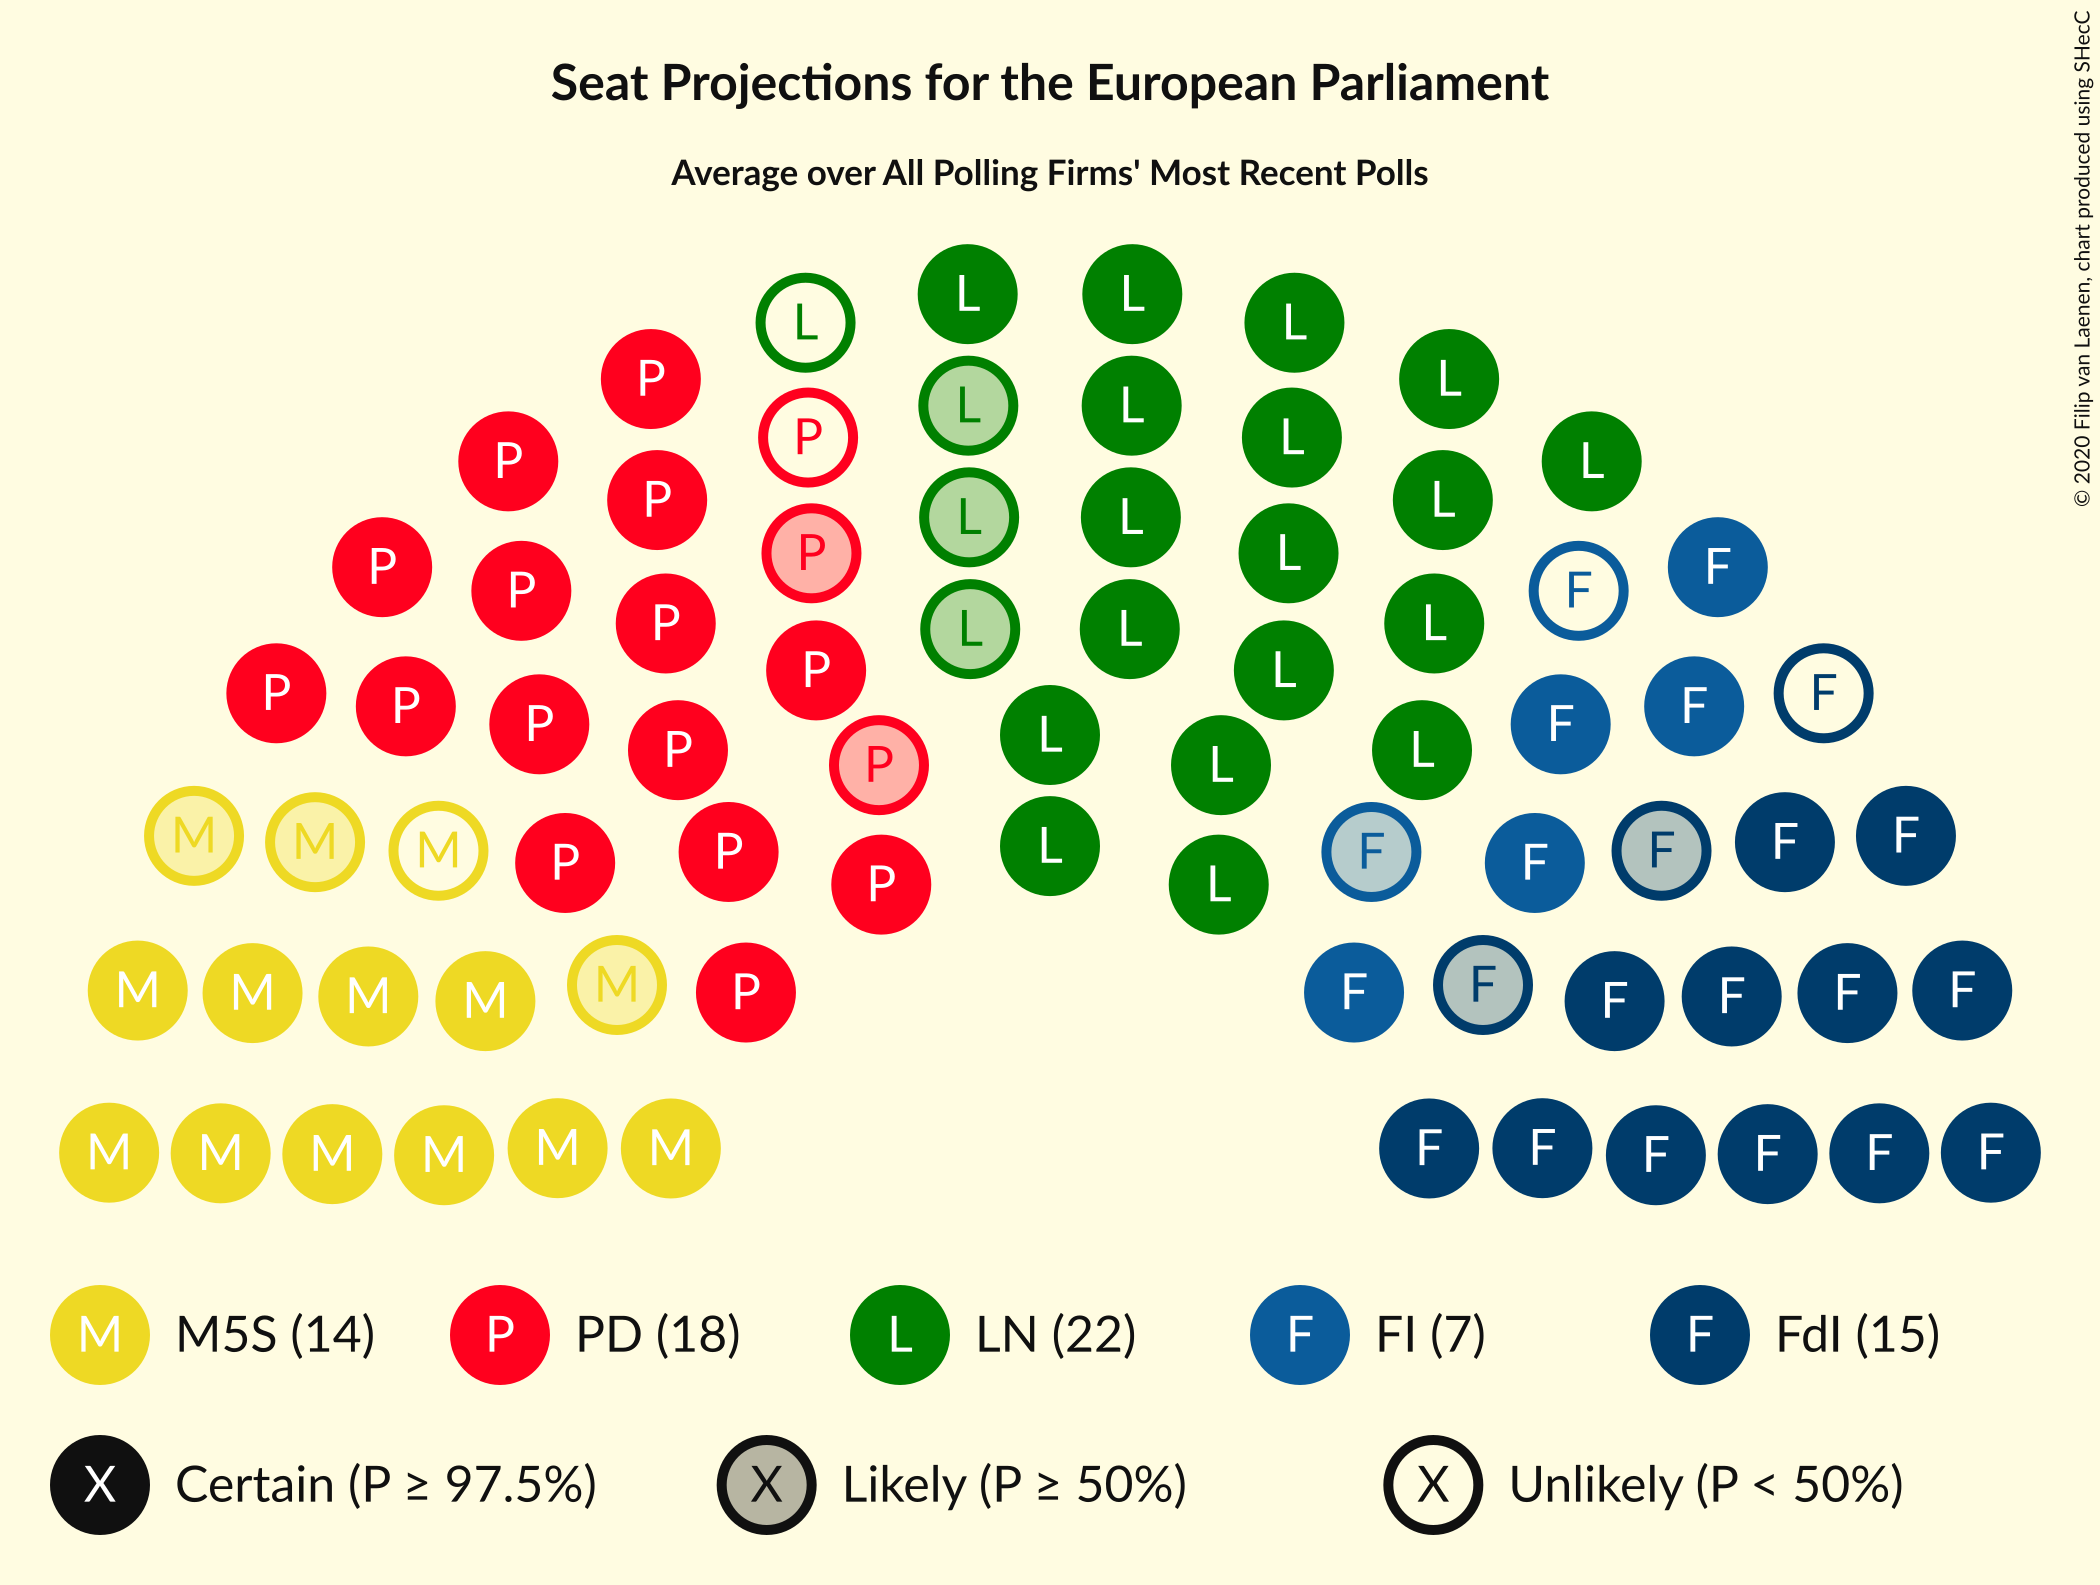 Seat Projections for the European Parliament
Average over All Polling Firms' Most Recent Polls
© 2020 Filip van Laenen, chart produced using SHecC
L L
L L
P L
L L
P L
P P L L
P P L F
L L
P P L F
P P L L
P F F
P P F F
P P L L
P L L
M M L F F
M P P F F F
P L
M M M M M P F F F F F F
M M M M M M F F F F F F
M M5S (14) P PD (18) L LN (22) F FI (7) F FdI (15)
X Certain (P ≥ 97.5%) X Likely (P ≥ 50%) X Unlikely (P < 50%)